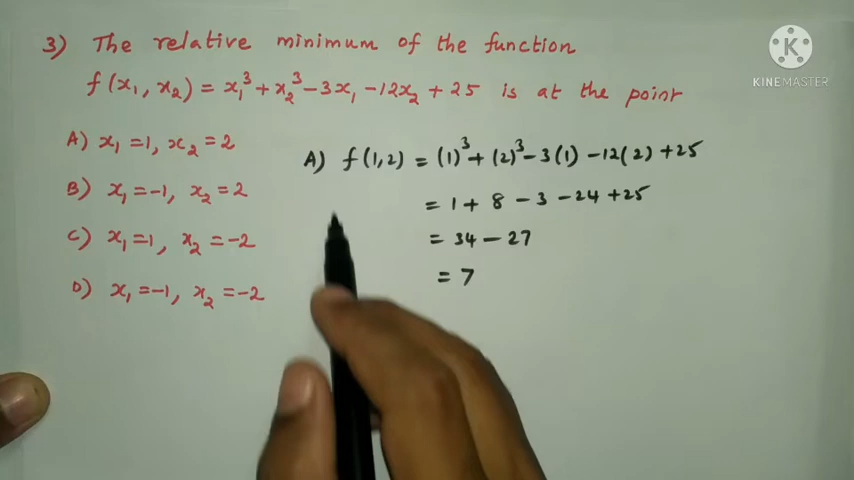 3) The relative minimum of the function
f(x₁, x₂) = x₁³ + x₂³ - 3x₁ - 12x₂ + 25 is at the point
A) x₁ = 1, x₂ = 2
B) x₁ = -1, x₂ = 2
C) x₁ = 1, x₂ = -2
D) x₁ = -1, x₂ = -2
A) f(1,2) = (1)³ + (2)³ - 3(1) - 12(2) + 25
= 1 + 8 - 3 - 24 + 25
= 34 - 27
= 7
K
KINEMASTER